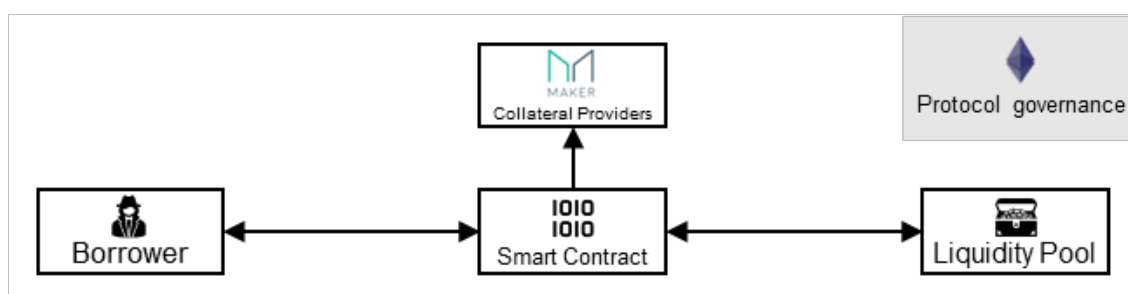 MAKER
Collateral Providers
Protocol governance
Borrower
1010
1010
Smart Contract
Liquidity Pool